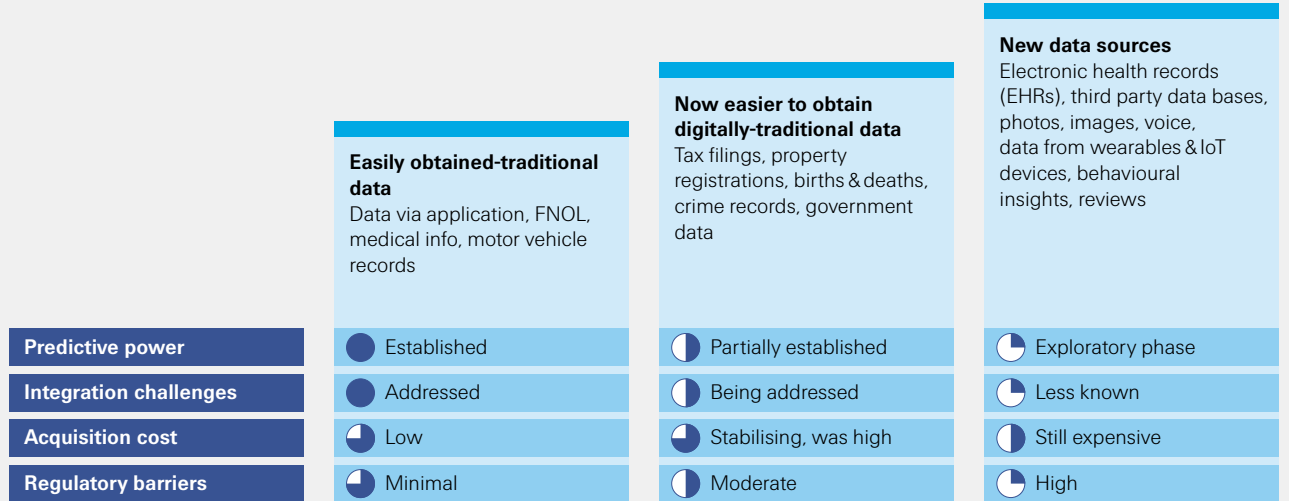 Easily obtained-traditional
data
Data via application, FNOL,
medical info, motor vehicle
records
Now easier to obtain
digitally-traditional data
Tax filings, property
registrations, births & deaths,
crime records, government
data
New data sources
Electronic health records
(EHRs), third party data bases,
photos, images, voice,
data from wearables & IoT
devices, behavioural
insights, reviews
Predictive power
Established
Partially established
Exploratory phase
Integration challenges
Addressed
Being addressed
Less known
Acquisition cost
Low
Stabilising, was high
Still expensive
Regulatory barriers
Minimal
Moderate
High